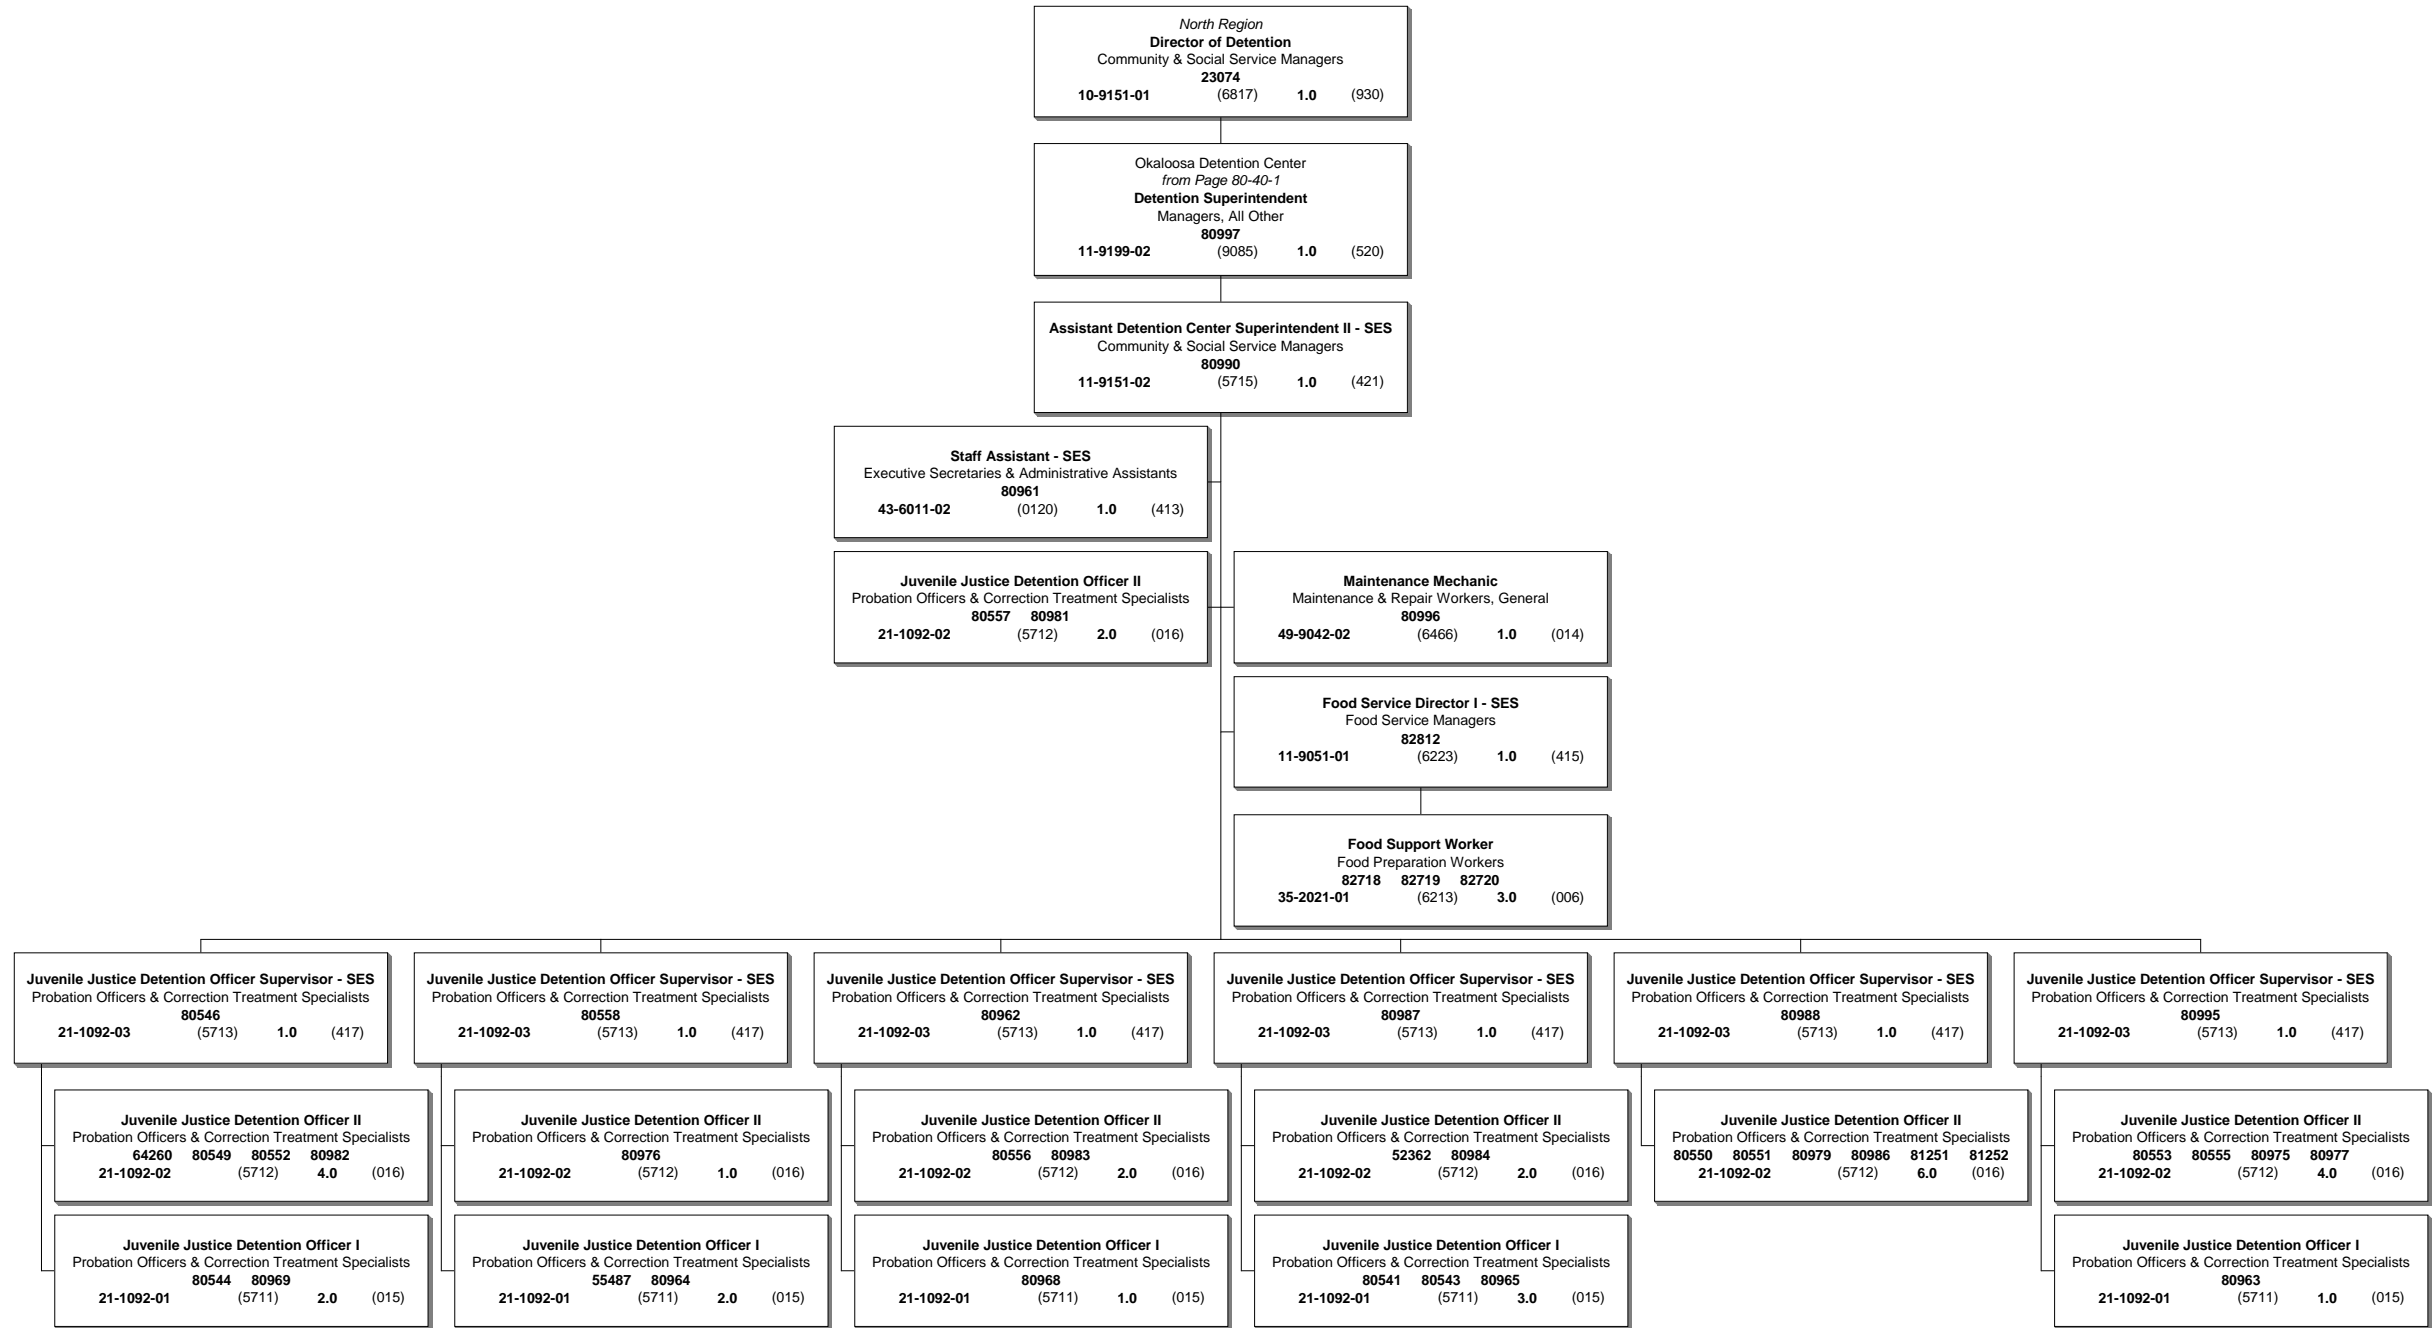 North Region
Director of Detention
Community & Social Service Managers
23074
10-9151-01 (6817) 1.0 (930)
Okaloosa Detention Center
from Page 80-40-1
Detention Superintendent
Managers, All Other
80997
11-9199-02 (9085) 1.0 (520)
Assistant Detention Center Superintendent II - SES
Community & Social Service Managers
80990
11-9151-02 (5715) 1.0 (421)
Staff Assistant - SES
Executive Secretaries & Administrative Assistants
80961
43-6011-02 (0120) 1.0 (413)
Juvenile Justice Detention Officer II
Probation Officers & Correction Treatment Specialists
80557 80981
21-1092-02 (5712) 2.0 (016)
Maintenance Mechanic
Maintenance & Repair Workers, General
80996
49-9042-02 (6466) 1.0 (014)
Food Service Director I - SES
Food Service Managers
82812
11-9051-01 (6223) 1.0 (415)
Food Support Worker
Food Preparation Workers
82718 82719 82720
35-2021-01 (6213) 3.0 (006)
Juvenile Justice Detention Officer Supervisor - SES
Probation Officers & Correction Treatment Specialists
80546
21-1092-03 (5713) 1.0 (417)
Juvenile Justice Detention Officer II
Probation Officers & Correction Treatment Specialists
64260 80549 80552 80982
21-1092-02 (5712) 4.0 (016)
Juvenile Justice Detention Officer I
Probation Officers & Correction Treatment Specialists
80544 80969
21-1092-01 (5711) 2.0 (015)
Juvenile Justice Detention Officer Supervisor - SES
Probation Officers & Correction Treatment Specialists
80558
21-1092-03 (5713) 1.0 (417)
Juvenile Justice Detention Officer II
Probation Officers & Correction Treatment Specialists
80976
21-1092-02 (5712) 1.0 (016)
Juvenile Justice Detention Officer I
Probation Officers & Correction Treatment Specialists
55487 80964
21-1092-01 (5711) 2.0 (015)
Juvenile Justice Detention Officer Supervisor - SES
Probation Officers & Correction Treatment Specialists
80962
21-1092-03 (5713) 1.0 (417)
Juvenile Justice Detention Officer II
Probation Officers & Correction Treatment Specialists
80556 80983
21-1092-02 (5712) 2.0 (016)
Juvenile Justice Detention Officer I
Probation Officers & Correction Treatment Specialists
80968
21-1092-01 (5711) 1.0 (015)
Juvenile Justice Detention Officer Supervisor - SES
Probation Officers & Correction Treatment Specialists
80987
21-1092-03 (5713) 1.0 (417)
Juvenile Justice Detention Officer II
Probation Officers & Correction Treatment Specialists
52362 80984
21-1092-02 (5712) 2.0 (016)
Juvenile Justice Detention Officer I
Probation Officers & Correction Treatment Specialists
80541 80543 80965
21-1092-01 (5711) 3.0 (015)
Juvenile Justice Detention Officer Supervisor - SES
Probation Officers & Correction Treatment Specialists
80988
21-1092-03 (5713) 1.0 (417)
Juvenile Justice Detention Officer II
Probation Officers & Correction Treatment Specialists
80550 80551 80979 80986 81251 81252
21-1092-02 (5712) 6.0 (016)
Juvenile Justice Detention Officer Supervisor - SES
Probation Officers & Correction Treatment Specialists
80995
21-1092-03 (5713) 1.0 (417)
Juvenile Justice Detention Officer II
Probation Officers & Correction Treatment Specialists
80553 80555 80975 80977
21-1092-02 (5712) 4.0 (016)
Juvenile Justice Detention Officer I
Probation Officers & Correction Treatment Specialists
80963
21-1092-01 (5711) 1.0 (015)